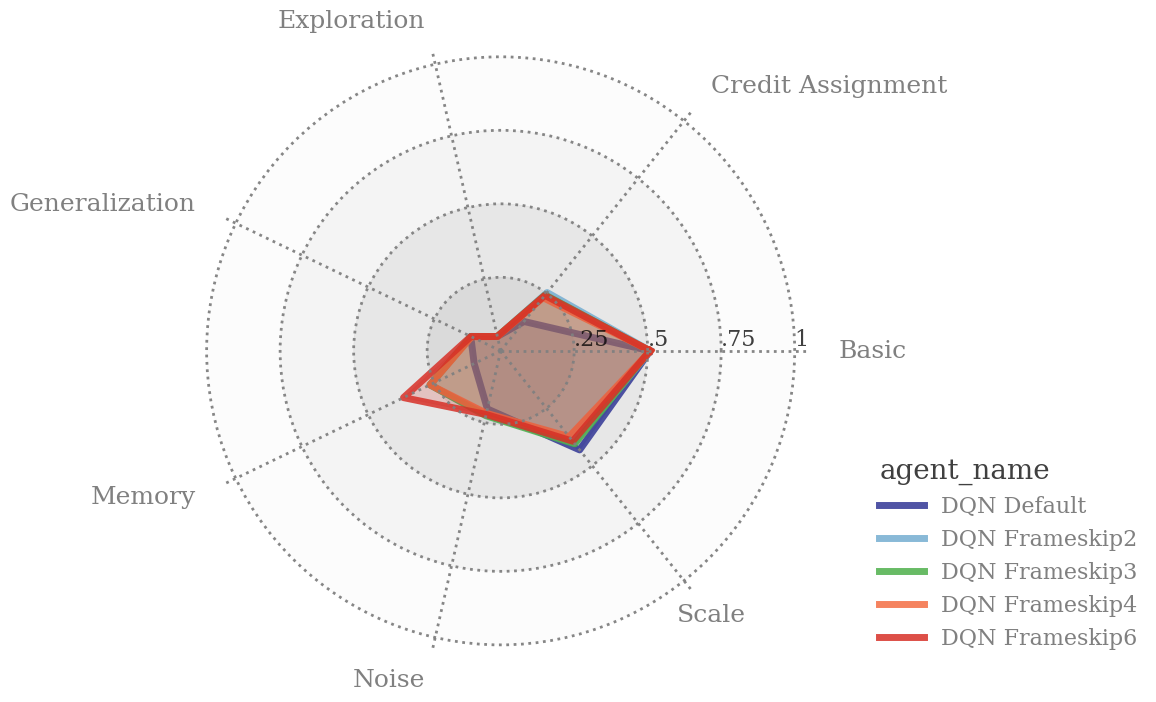 Exploration
Credit Assignment
Generalization
.25
.5
.75
1
Basic
Memory
Scale
Noise
agent_name
DQN Default
DQN Frameskip2
DQN Frameskip3
DQN Frameskip4
DQN Frameskip6